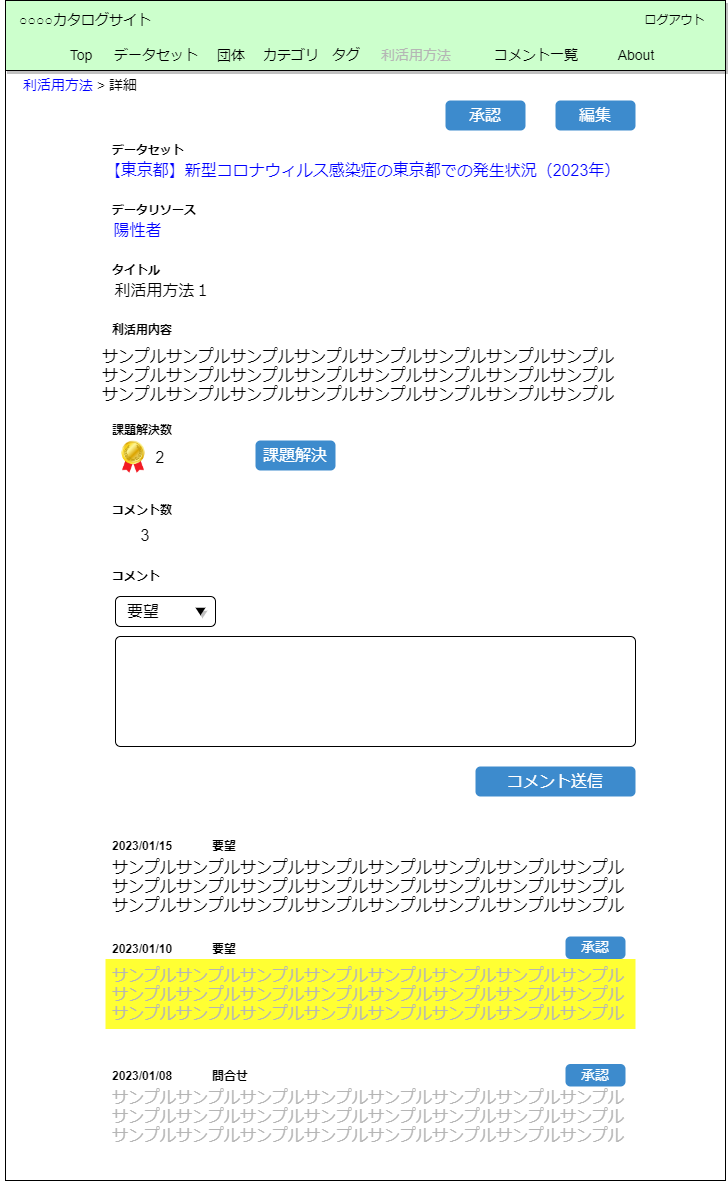 ○○○○カタログサイト ログアウト
Top データセット 団体 カテゴリ タグ 利活用方法 コメント一覧 About
利活用方法 > 詳細
承認 編集
データセット
【東京都】新型コロナウィルス感染症の東京都での発生状況（2023年）
データリソース
陽性者
タイトル
利活用方法１
利活用内容
サンプルサンプルサンプルサンプルサンプルサンプルサンプルサンプル
サンプルサンプルサンプルサンプルサンプルサンプルサンプルサンプル
サンプルサンプルサンプルサンプルサンプルサンプルサンプルサンプル
課題解決数
2 課題解決
コメント数
3
コメント
要望 ▼
コメント送信
2023/01/15 要望
サンプルサンプルサンプルサンプルサンプルサンプルサンプルサンプル
サンプルサンプルサンプルサンプルサンプルサンプルサンプルサンプル
サンプルサンプルサンプルサンプルサンプルサンプルサンプルサンプル
2023/01/10 要望 承認
サンプルサンプルサンプルサンプルサンプルサンプルサンプルサンプル
サンプルサンプルサンプルサンプルサンプルサンプルサンプルサンプル
サンプルサンプルサンプルサンプルサンプルサンプルサンプルサンプル
2023/01/08 問合せ 承認
サンプルサンプルサンプルサンプルサンプルサンプルサンプルサンプル
サンプルサンプルサンプルサンプルサンプルサンプルサンプルサンプル
サンプルサンプルサンプルサンプルサンプルサンプルサンプルサンプル